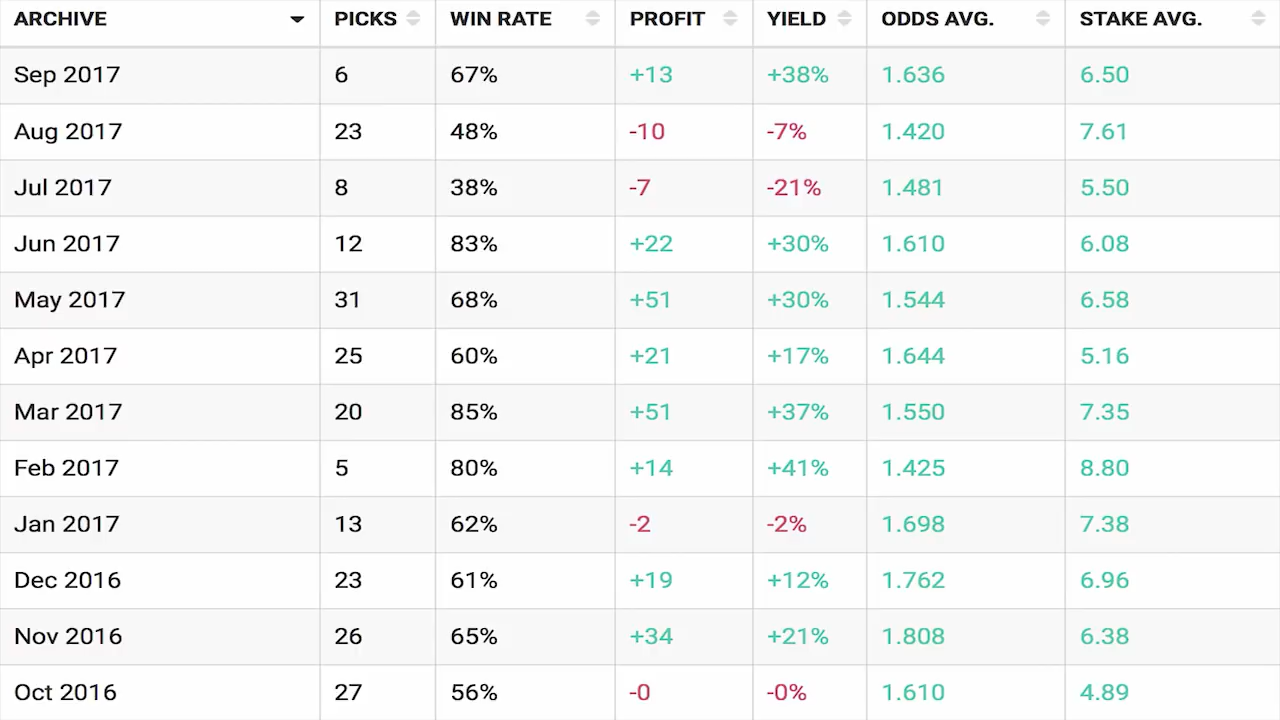 ARCHIVE PICKS WIN RATE PROFIT YIELD ODDS AVG. STAKE AVG.
Sep 2017 6 67% +13 +38% 1.636 6.50
Aug 2017 23 48% -10 -7% 1.420 7.61
Jul 2017 8 38% -7 -21% 1.481 5.50
Jun 2017 12 83% +22 +30% 1.610 6.08
May 2017 31 68% +51 +30% 1.544 6.58
Apr 2017 25 60% +21 +17% 1.644 5.16
Mar 2017 20 85% +51 +37% 1.550 7.35
Feb 2017 5 80% +14 +41% 1.425 8.80
Jan 2017 13 62% -2 -2% 1.698 7.38
Dec 2016 23 61% +19 +12% 1.762 6.96
Nov 2016 26 65% +34 +21% 1.808 6.38
Oct 2016 27 56% -0 -0% 1.610 4.89